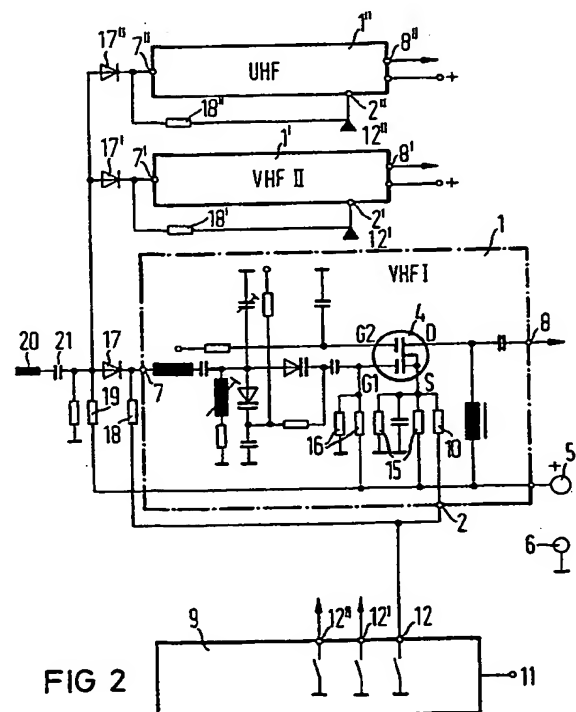 17" 7" 1" 8"
UHF
+
18" 2"
12"
17' 7' 1' 8'
VHF II
+
18' 2'
12'
1
VHF I
4
G2 D
20 21 17 7 8
G1 S
19 18 16 15 10
+ 5
2
6
9 12" 12' 12
11
FIG 2